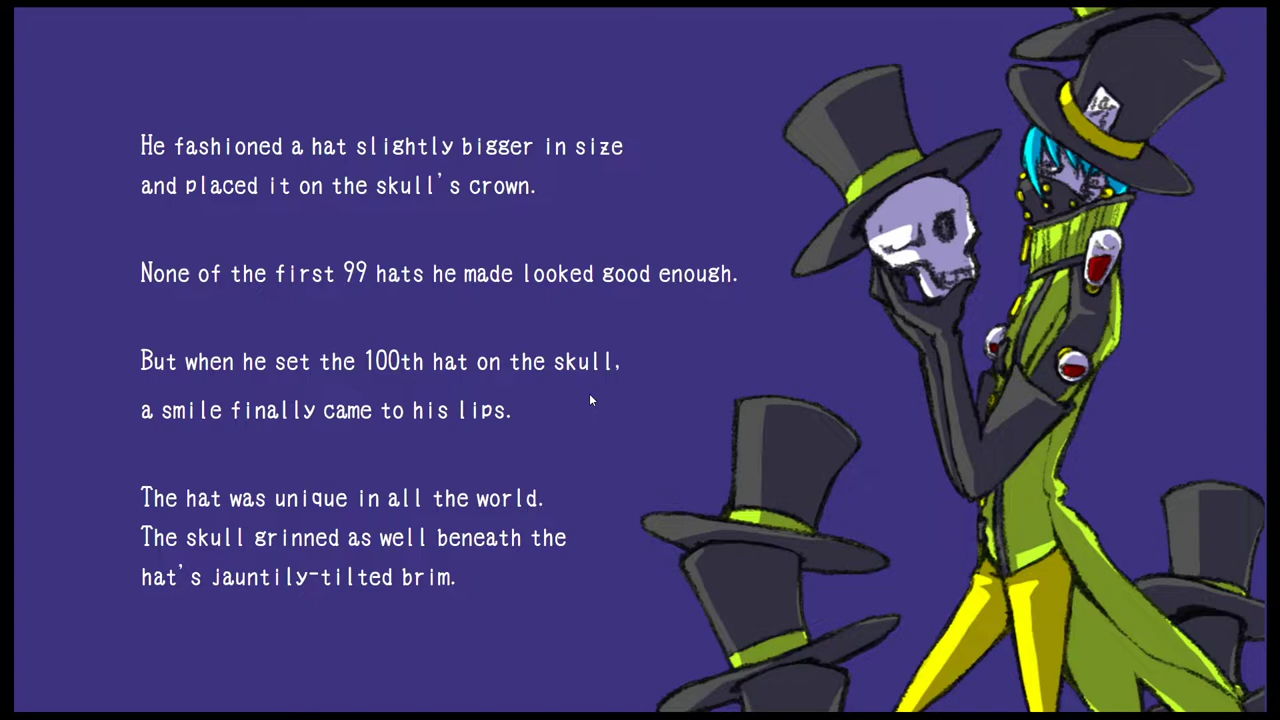 He fashioned a hat slightly bigger in size
and placed it on the skull's crown.
None of the first 99 hats he made looked good enough.
But when he set the 100th hat on the skull,
a smile finally came to his lips.
The hat was unique in all the world.
The skull grinned as well beneath the
hat's jauntily-tilted brim.